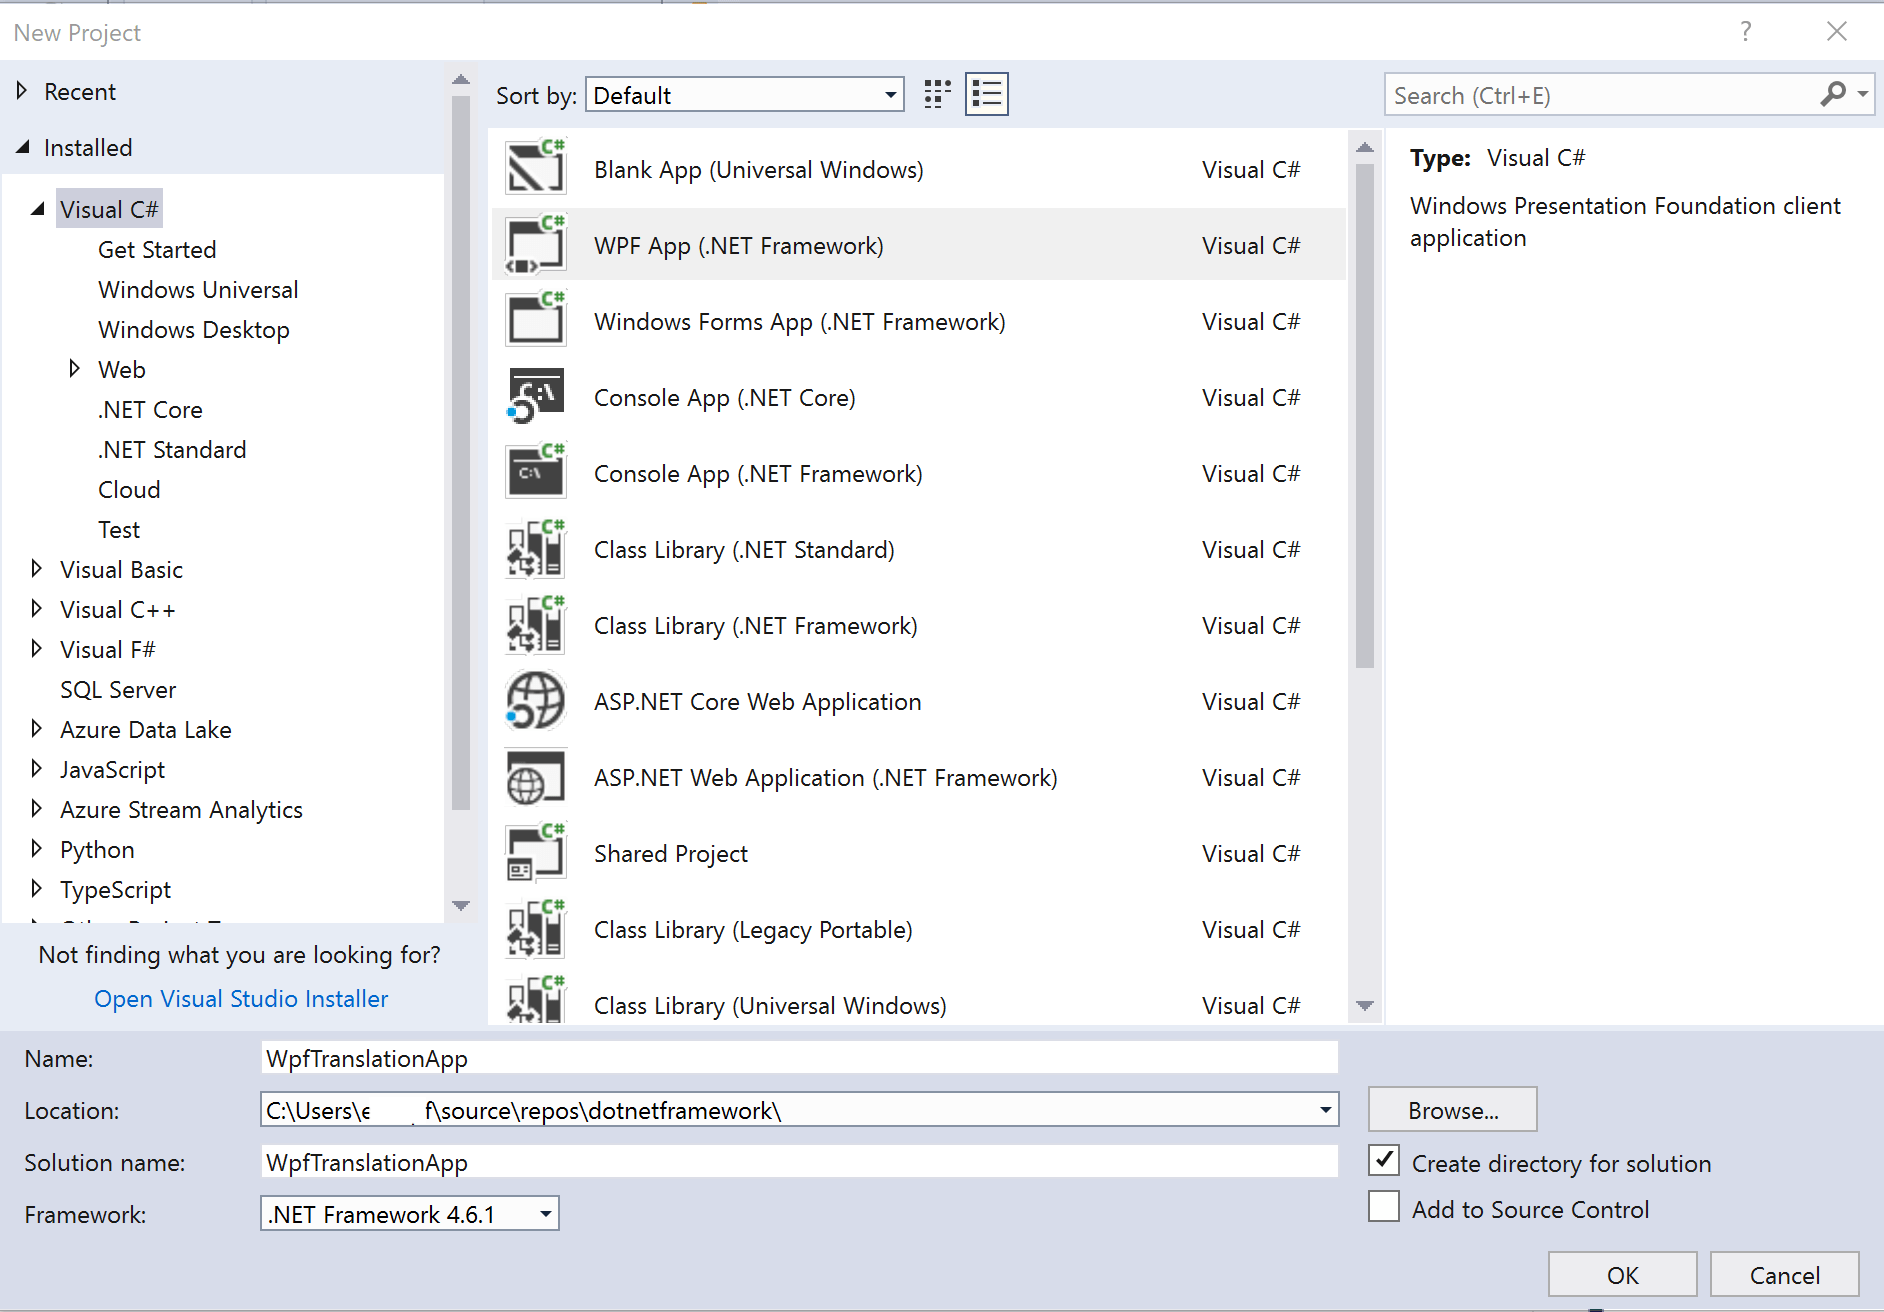 New Project
Recent
Installed
Visual C#
Get Started
Windows Universal
Windows Desktop
Web
.NET Core
.NET Standard
Cloud
Test
Visual Basic
Visual C++
Visual F#
SQL Server
Azure Data Lake
JavaScript
Azure Stream Analytics
Python
TypeScript
Not finding what you are looking for?
Open Visual Studio Installer
Sort by: Default
Blank App (Universal Windows) Visual C#
WPF App (.NET Framework) Visual C#
Windows Forms App (.NET Framework) Visual C#
Console App (.NET Core) Visual C#
Console App (.NET Framework) Visual C#
Class Library (.NET Standard) Visual C#
Class Library (.NET Framework) Visual C#
ASP.NET Core Web Application Visual C#
ASP.NET Web Application (.NET Framework) Visual C#
Shared Project Visual C#
Class Library (Legacy Portable) Visual C#
Class Library (Universal Windows) Visual C#
Search (Ctrl+E)
Type: Visual C#
Windows Presentation Foundation client
application
Name: WpfTranslationApp
Location: C:\Users\e f\source\repos\dotnetframework\
Browse...
Solution name: WpfTranslationApp
Create directory for solution
Framework: .NET Framework 4.6.1
Add to Source Control
OK Cancel